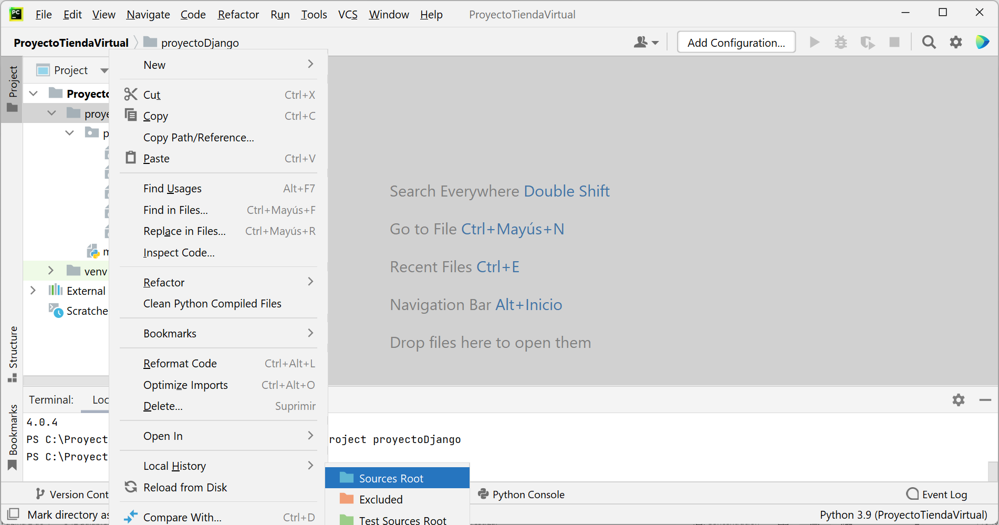 PC
File Edit View Navigate Code Refactor Run Tools VCS Window Help ProyectoTiendaVirtual
ProyectoTiendaVirtual proyectoDjango Add Configuration...
Project
Project
Proyecto
proye
p
m
venv
External
Scratche
Structure
Bookmarks
New
Cut Ctrl+X
Copy Ctrl+C
Copy Path/Reference...
Paste Ctrl+V
Find Usages Alt+F7
Find in Files... Ctrl+Mayús+F
Replace in Files... Ctrl+Mayús+R
Inspect Code...
Refactor
Clean Python Compiled Files
Bookmarks
Reformat Code Ctrl+Alt+L
Optimize Imports Ctrl+Alt+O
Delete... Suprimir
Open In
Local History
Reload from Disk
Compare With... Ctrl+D
Sources Root
Excluded
Test Sources Root
Search Everywhere Double Shift
Go to File Ctrl+Mayús+N
Recent Files Ctrl+E
Navigation Bar Alt+Inicio
Drop files here to open them
Terminal: Loc
4.0.4
PS C:\Proyect roject proyectoDjango
PS C:\Proyect
Version Cont Python Console Event Log
Mark directory as Python 3.9 (ProyectoTiendaVirtual)